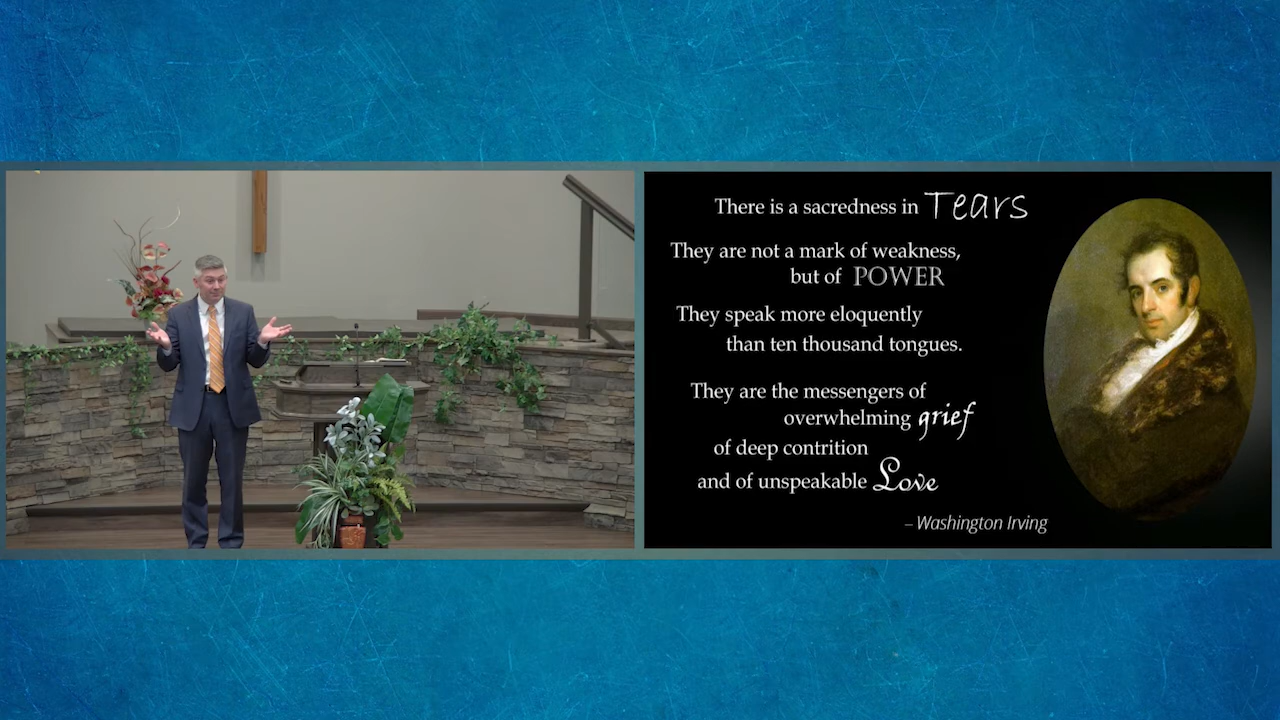 There is a sacredness in Tears
They are not a mark of weakness,
but of POWER
They speak more eloquently
than ten thousand tongues.
They are the messengers of
overwhelming grief
of deep contrition
and of unspeakable Love
– Washington Irving